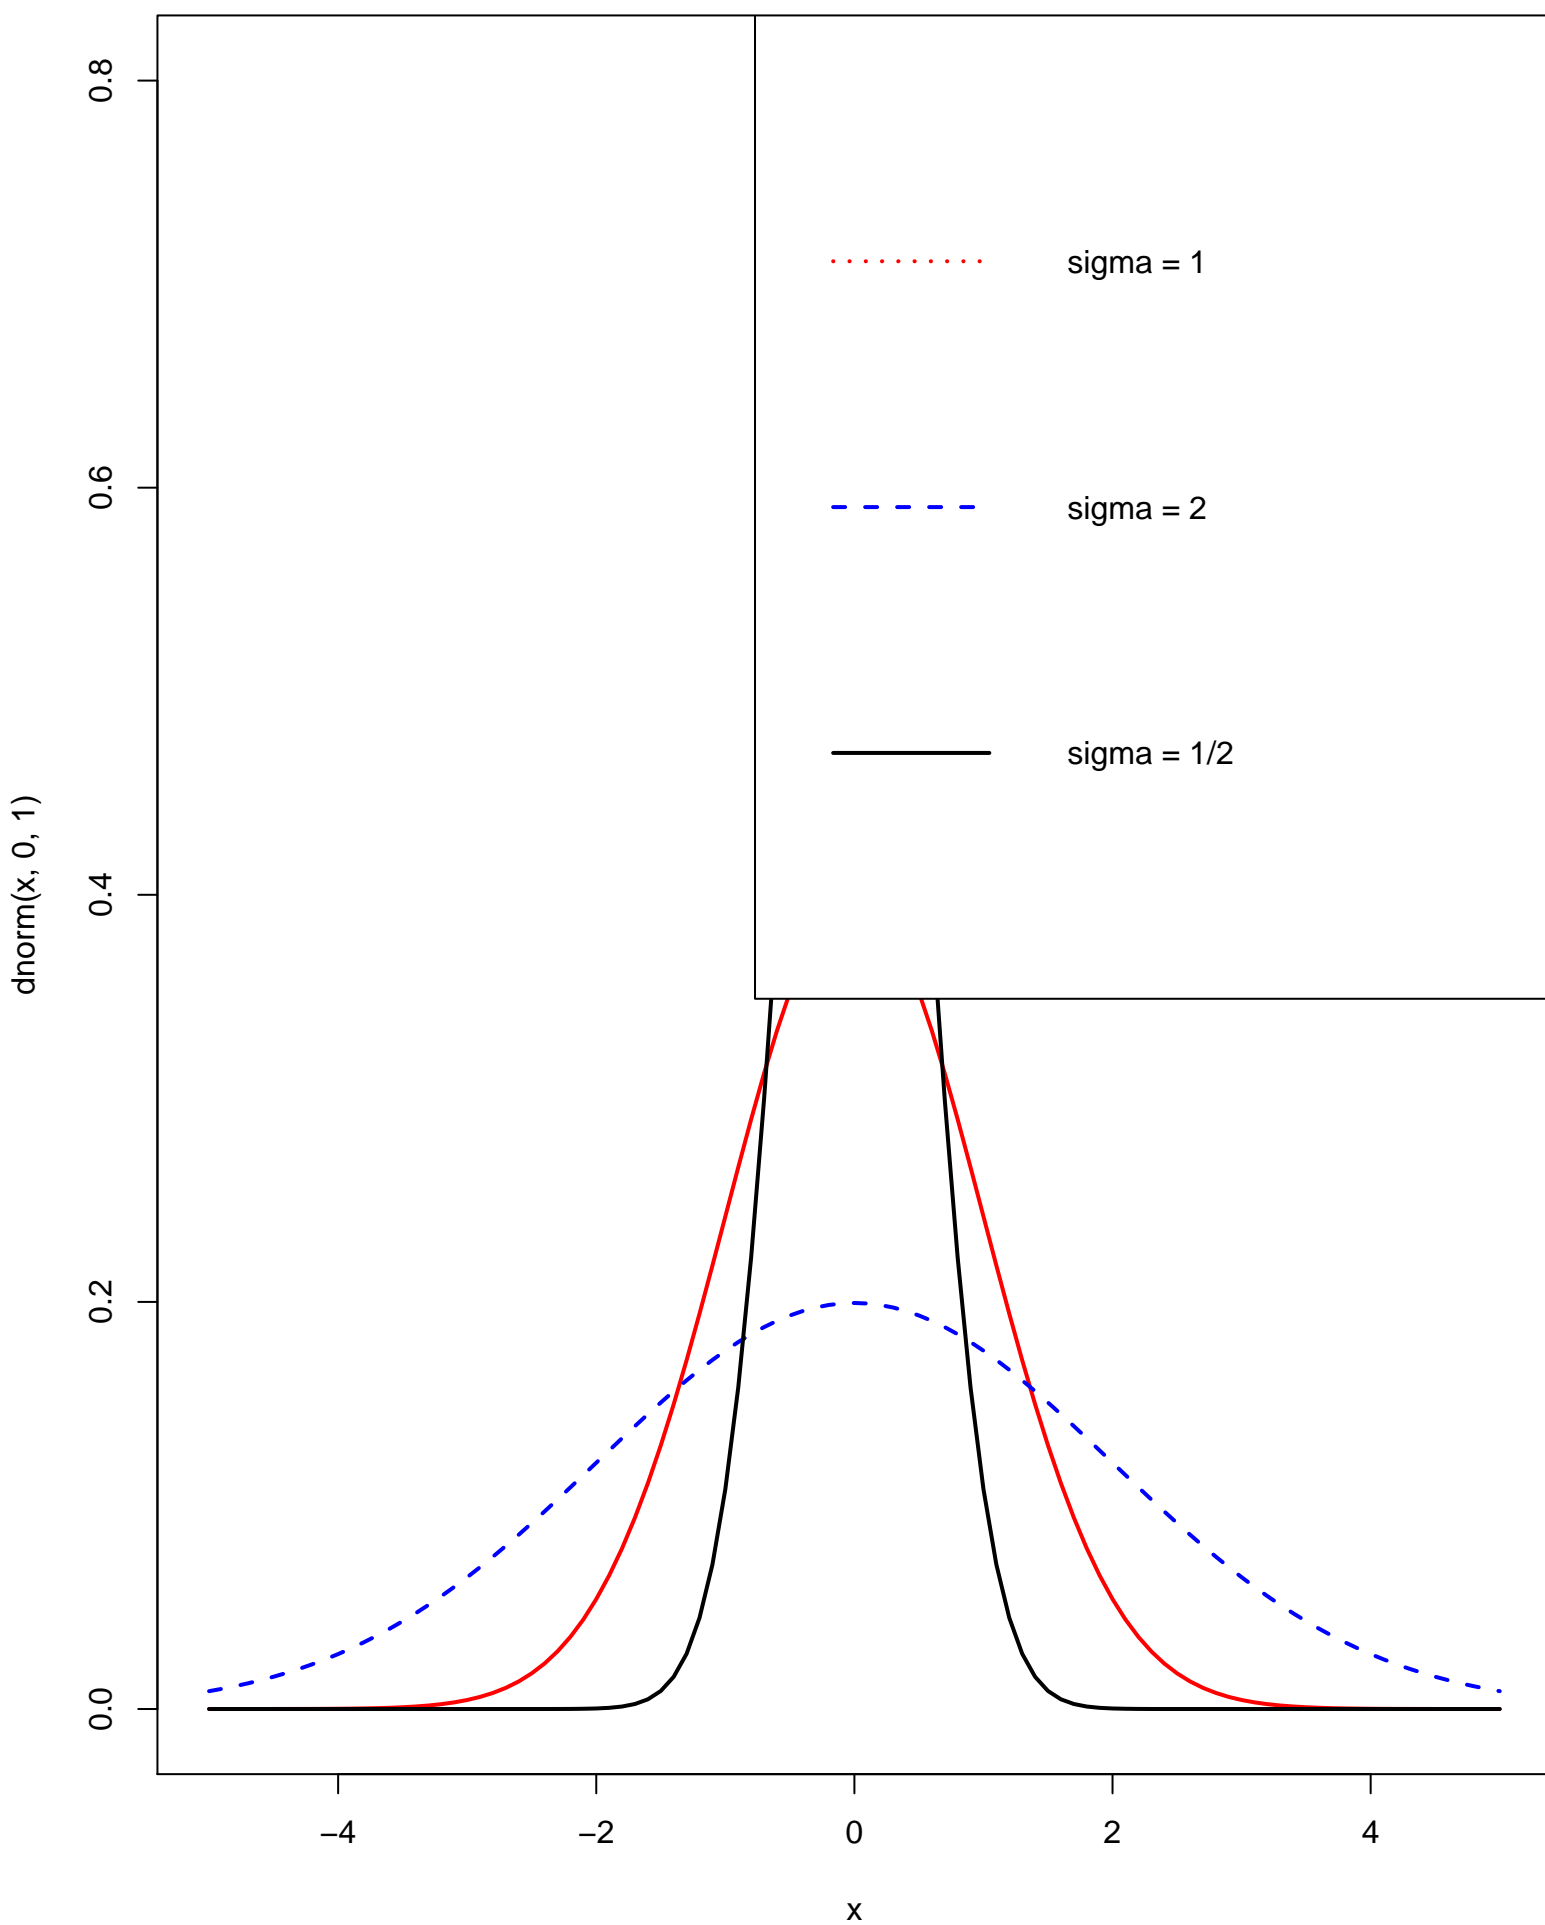 0.8
0.6
0.4
0.2
0.0
dnorm(x, 0, 1)
sigma = 1
sigma = 2
sigma = 1/2
−4 −2 0 2 4
x